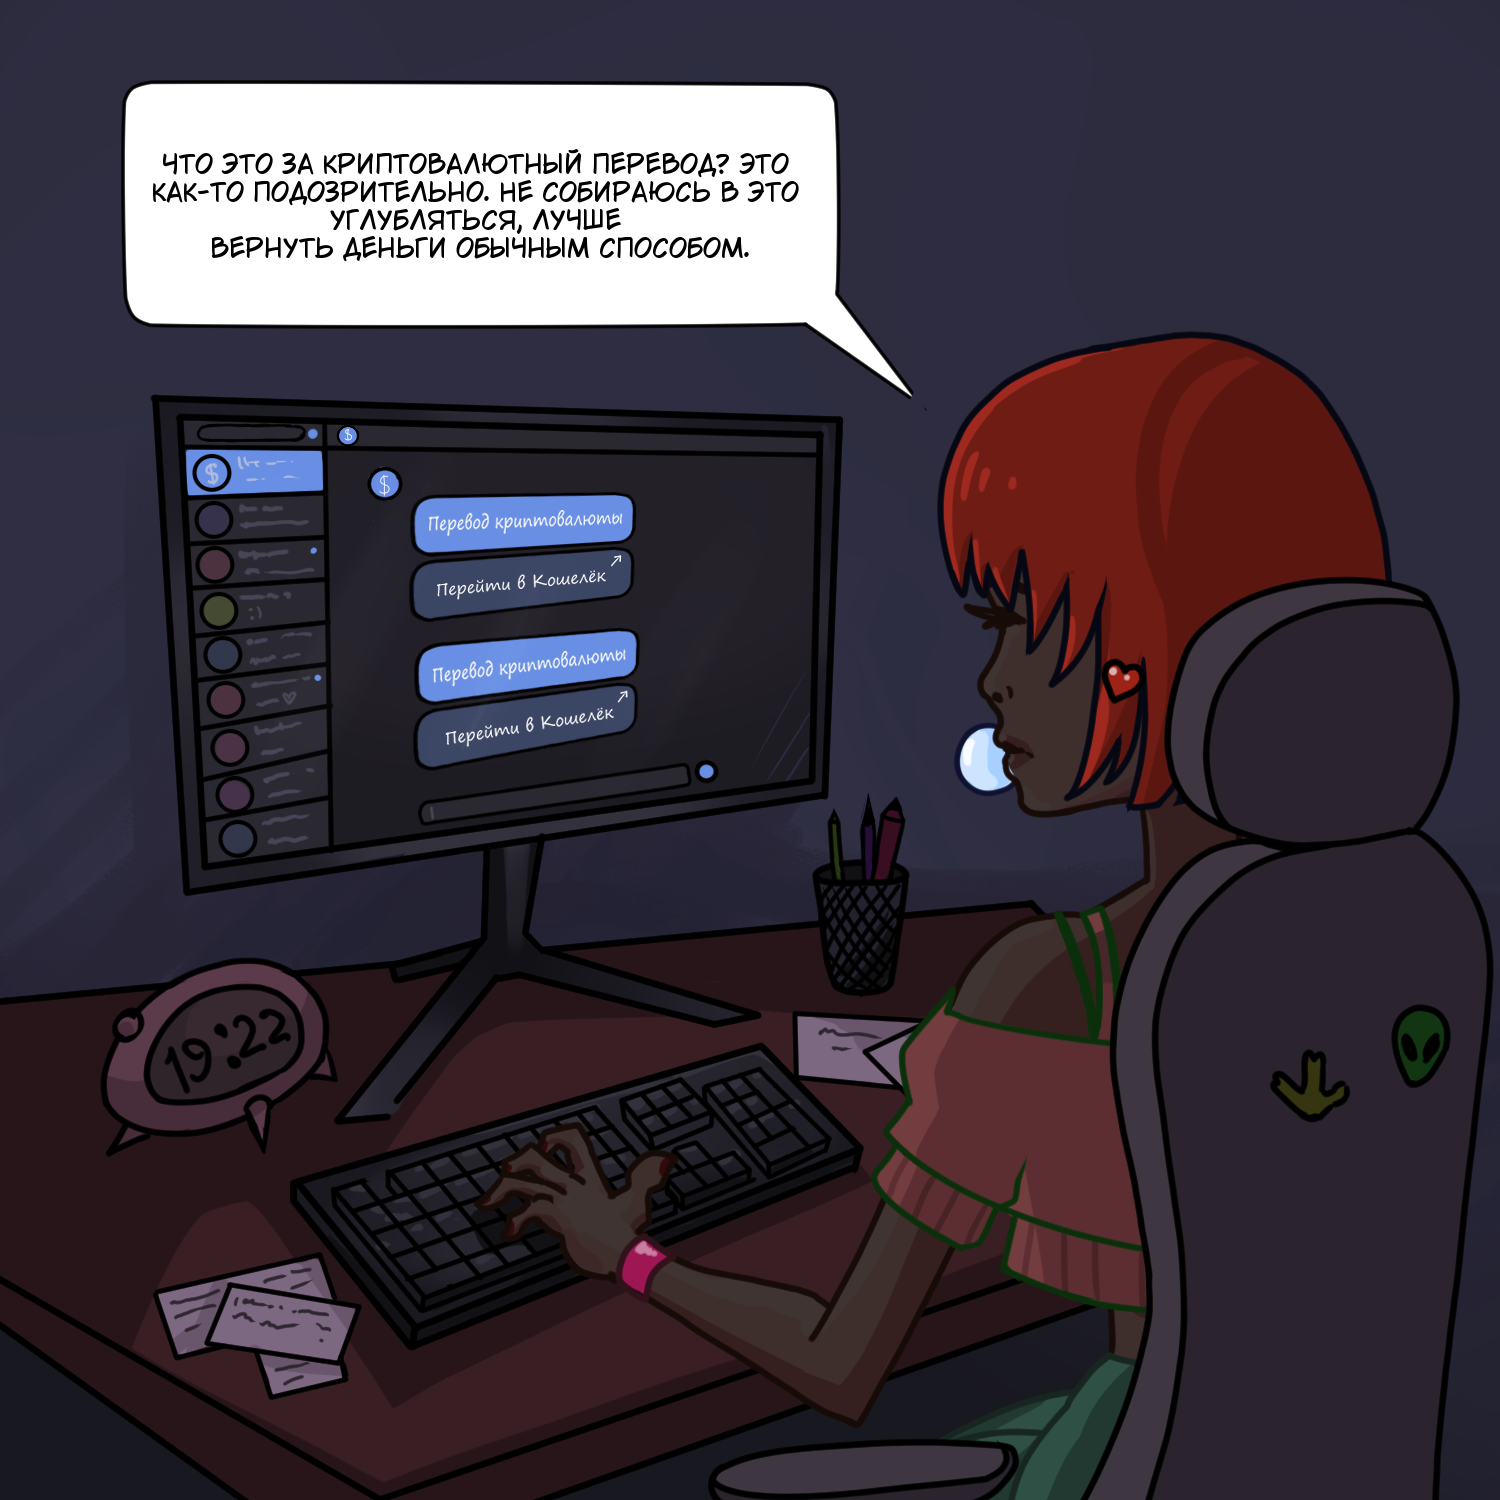 ЧТО ЭТО ЗА КРИПТОВАЛЮТНЫЙ ПЕРЕВОД? ЭТО
КАК-ТО ПОДОЗРИТЕЛЬНО. НЕ СОБИРАЮСЬ В ЭТО
УГЛУБЛЯТЬСЯ, ЛУЧШЕ
ВЕРНУТЬ ДЕНЬГИ ОБЫЧНЫМ СПОСОБОМ.
$
$
$
Перевод криптовалюты
Перейти в Кошелёк
Перевод криптовалюты
Перейти в Кошелёк
:)
19:22